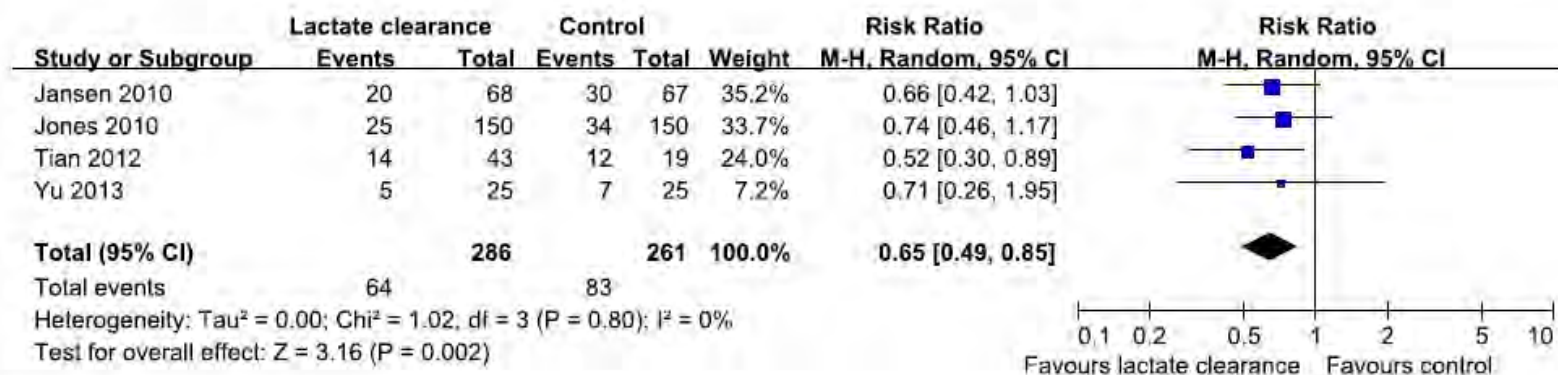 Lactate clearance Control Risk Ratio Risk Ratio
Study or Subgroup Events Total Events Total Weight M-H, Random, 95% CI M-H, Random, 95% CI
Jansen 2010 20 68 30 67 35.2% 0.66 [0.42, 1.03]
Jones 2010 25 150 34 150 33.7% 0.74 [0.46, 1.17]
Tian 2012 14 43 12 19 24.0% 0.52 [0.30, 0.89]
Yu 2013 5 25 7 25 7.2% 0.71 [0.26, 1.95]
Total (95% CI) 286 261 100.0% 0.65 [0.49, 0.85]
Total events 64 83
Heterogeneity: Tau² = 0.00; Chi² = 1.02, df = 3 (P = 0.80); I² = 0%
Test for overall effect: Z = 3.16 (P = 0.002)
0.1 0.2 0.5 1 2 5 10
Favours lactate clearance Favours control